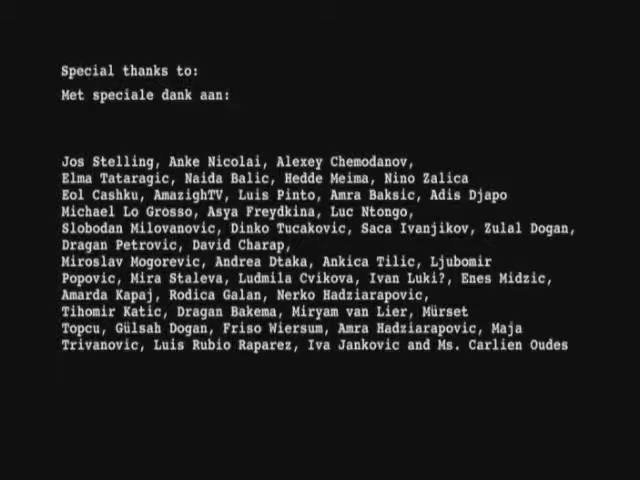 Special thanks to:
Met speciale dank aan:
Jos Stelling, Anke Nicolai, Alexey Chemodanov,
Elma Tataragic, Naida Balic, Hedde Meima, Nino Zalica
Eol Cashku, AmazighTV, Luis Pinto, Amra Baksic, Adis Djapo
Michael Lo Grosso, Asya Freydkina, Luc Ntongo,
Slobodan Milovanovic, Dinko Tucakovic, Saca Ivanjikov, Zulal Dogan,
Dragan Petrovic, David Charap,
Miroslav Mogorevic, Andrea Dtaka, Ankica Tilic, Ljubomir
Popovic, Mira Staleva, Ludmila Cvikova, Ivan Luki?, Enes Midzic,
Amarda Kapaj, Rodica Galan, Nerko Hadziarapovic,
Tihomir Katic, Dragan Bakema, Miryam van Lier, Mürset
Topcu, Gülsah Dogan, Friso Wiersum, Amra Hadziarapovic, Maja
Trivanovic, Luis Rubio Raparez, Iva Jankovic and Ms. Carlien Oudes